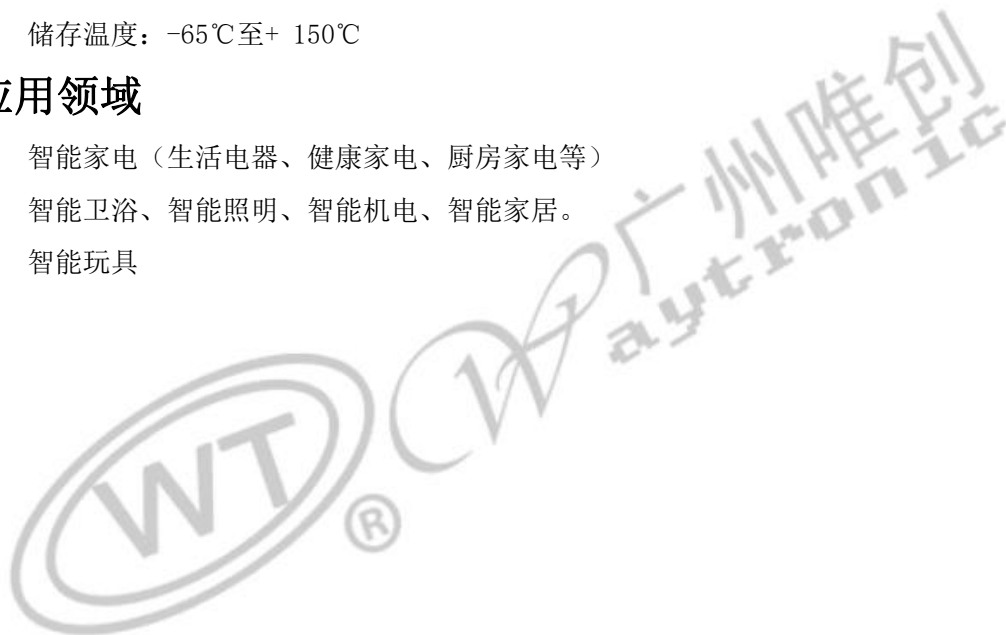 储存温度：-65℃至+ 150℃
应用领域
智能家电（生活电器、健康家电、厨房家电等）
智能卫浴、智能照明、智能机电、智能家居。
智能玩具
广州唯创
Waytronic
WT
®